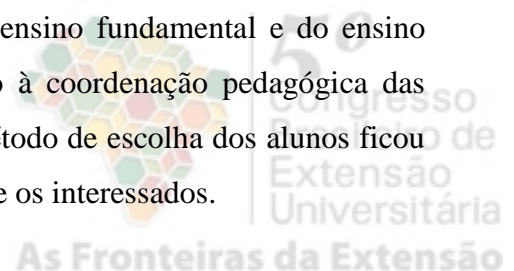 ensino fundamental e do ensino
à coordenação pedagógica das
todo de escolha dos alunos ficou
e os interessados.
5º
Congresso
de
Extensão
Universitária
As Fronteiras da Extensão